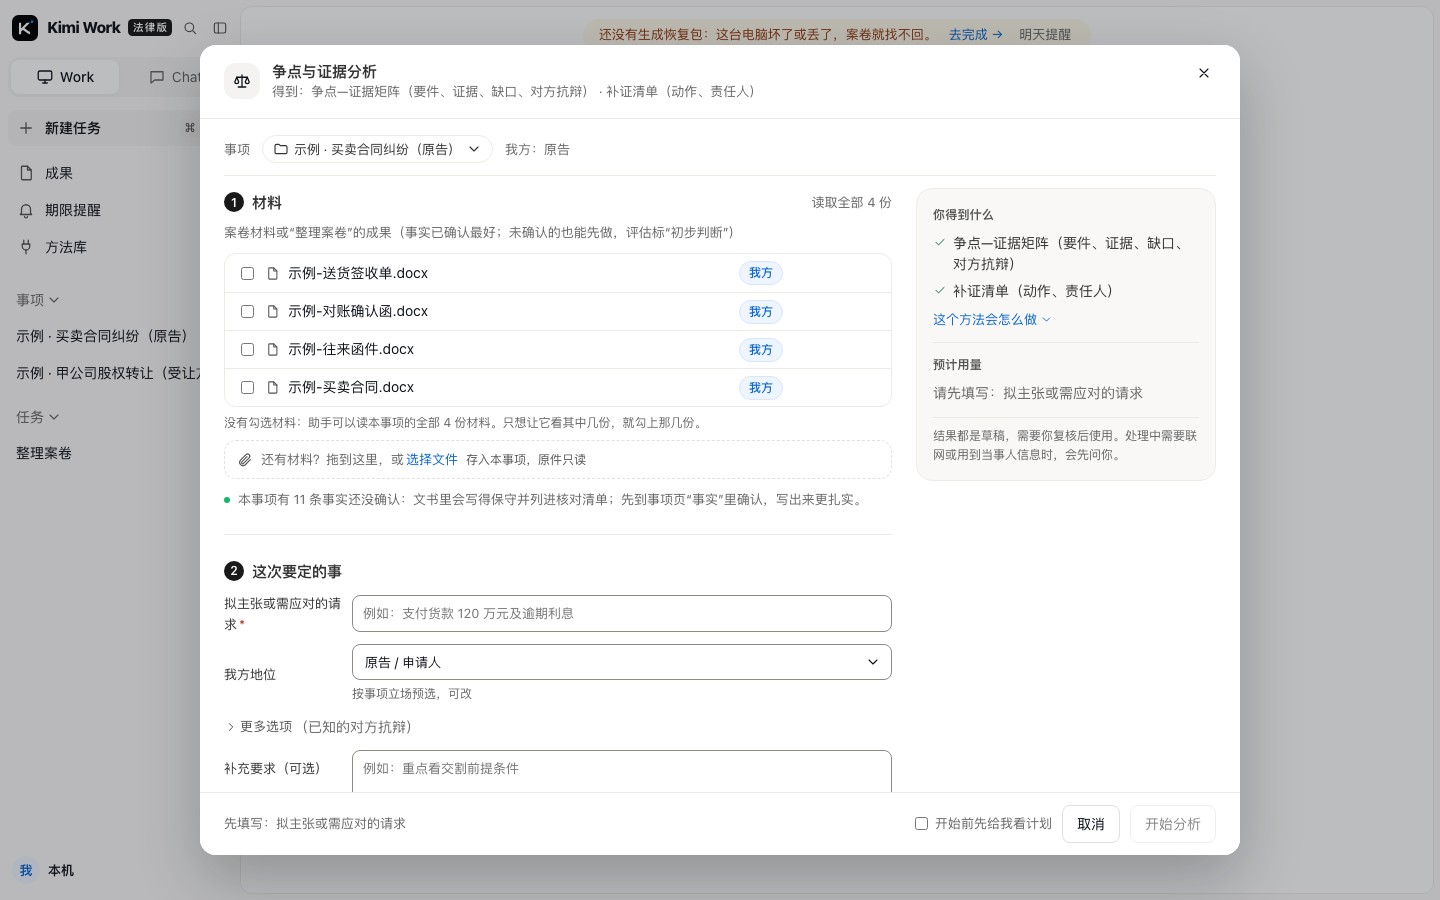 Kimi Work 法律版
还没有生成恢复包：这台电脑坏了或丢了，案卷就找不回。 去完成 → 明天提醒
Work
Chat
新建任务 ⌘
成果
期限提醒
方法库
事项
示例 · 买卖合同纠纷（原告）
示例 · 甲公司股权转让（受让方
任务
整理案卷
我 本机
争点与证据分析
得到：争点—证据矩阵（要件、证据、缺口、对方抗辩） · 补证清单（动作、责任人）
事项 示例 · 买卖合同纠纷（原告） 我方：原告
1 材料 读取全部 4 份
案卷材料或“整理案卷”的成果（事实已确认最好；未确认的也能先做，评估标“初步判断”）
示例-送货签收单.docx 我方
示例-对账确认函.docx 我方
示例-往来函件.docx 我方
示例-买卖合同.docx 我方
没有勾选材料：助手可以读本事项的全部 4 份材料。只想让它看其中几份，就勾上那几份。
还有材料？拖到这里，或 选择文件 存入本事项，原件只读
本事项有 11 条事实还没确认：文书里会写得保守并列进核对清单；先到事项页“事实”里确认，写出来更扎实。
2 这次要定的事
拟主张或需应对的请
求 *
例如：支付货款 120 万元及逾期利息
我方地位
原告 / 申请人
按事项立场预选，可改
更多选项 （已知的对方抗辩）
补充要求（可选）
例如：重点看交割前提条件
你得到什么
争点—证据矩阵（要件、证据、缺口、
对方抗辩）
补证清单（动作、责任人）
这个方法会怎么做
预计用量
请先填写：拟主张或需应对的请求
结果都是草稿，需要你复核后使用。处理中需要联
网或用到当事人信息时，会先问你。
先填写：拟主张或需应对的请求
开始前先给我看计划
取消
开始分析